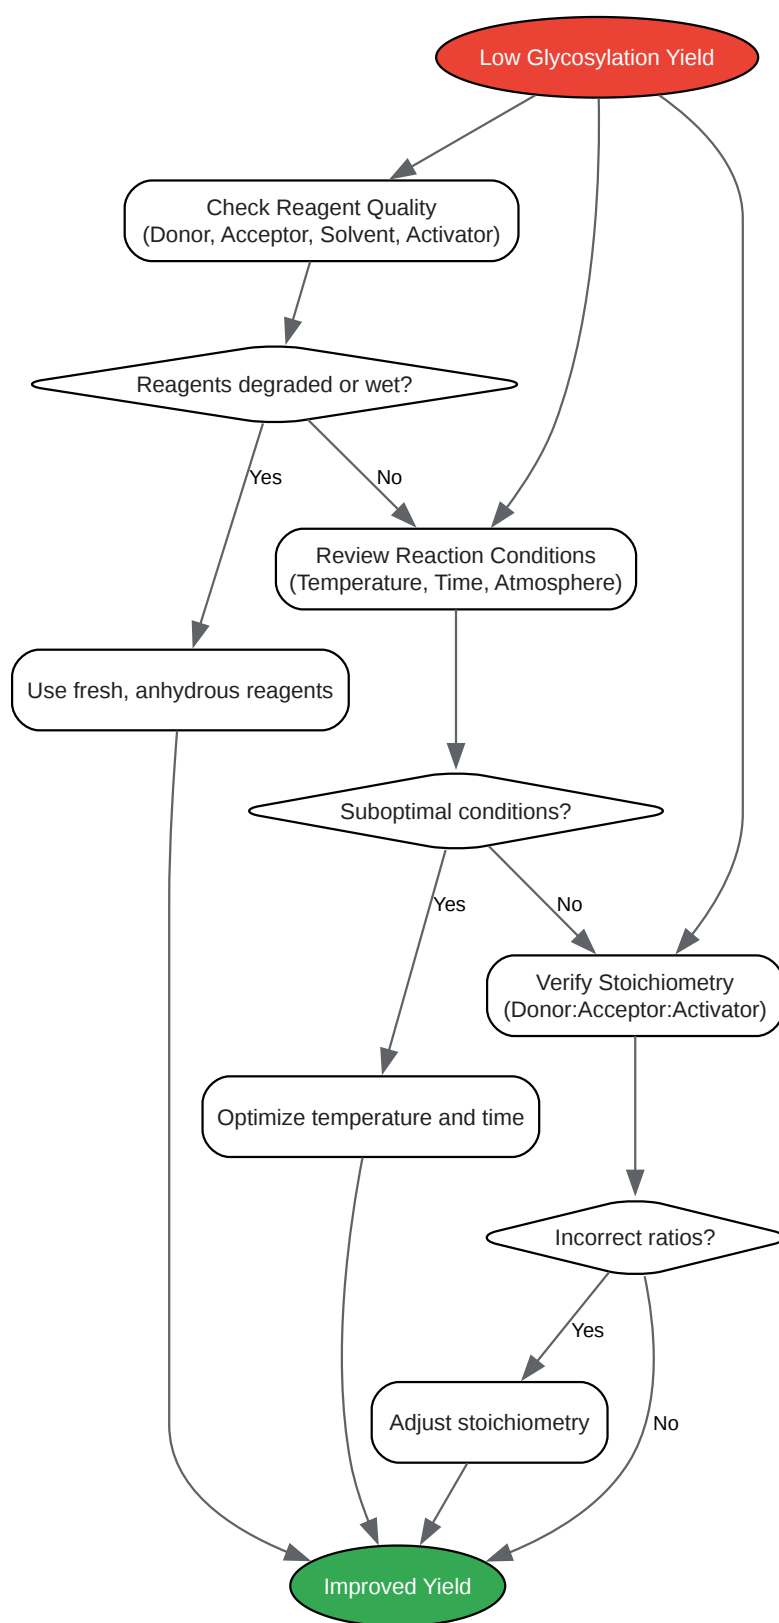 Low Glycosylation Yield
Check Reagent Quality
(Donor, Acceptor, Solvent, Activator)
Reagents degraded or wet?
Yes
No
Review Reaction Conditions
(Temperature, Time, Atmosphere)
Use fresh, anhydrous reagents
Suboptimal conditions?
Yes
No
Verify Stoichiometry
(Donor:Acceptor:Activator)
Optimize temperature and time
Incorrect ratios?
Yes
Adjust stoichiometry
No
Improved Yield